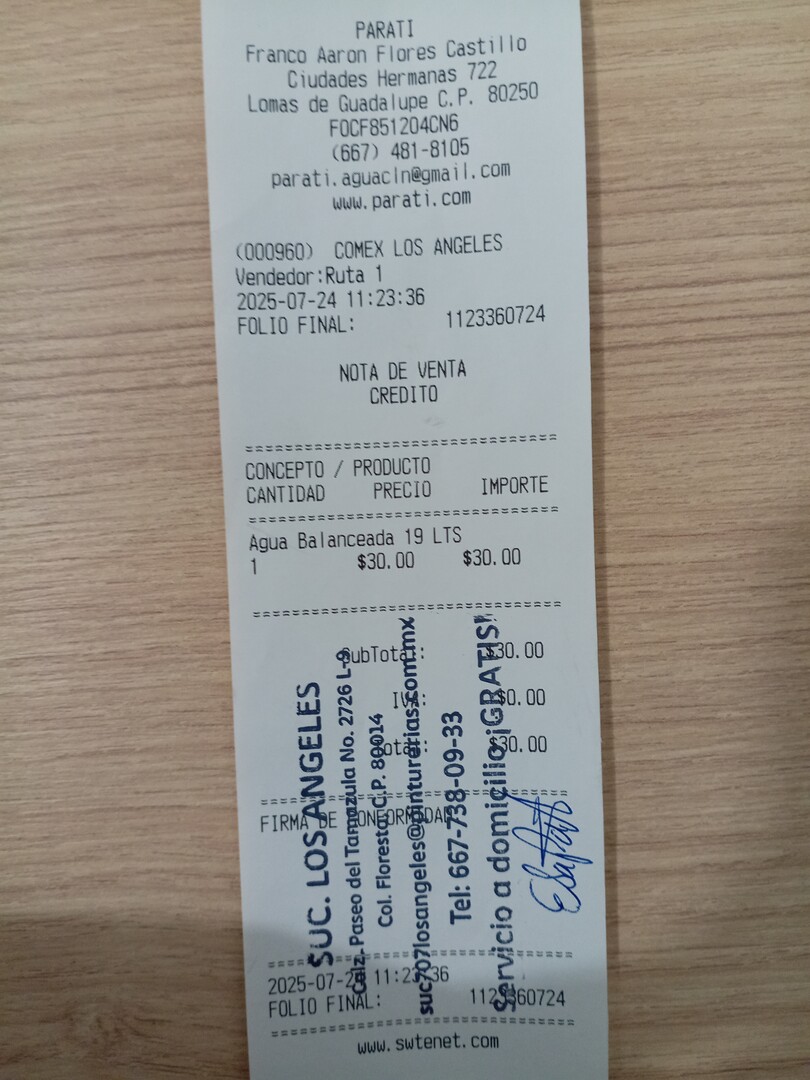 PARATI
Franco Aaron Flores Castillo
Ciudades Hermanas 722
Lomas de Guadalupe C.P. 80250
FOCF851204CN6
(667) 481-8105
parati.aguacln@gmail.com
www.parati.com
(000960) COMEX LOS ANGELES
Vendedor:Ruta 1
2025-07-24 11:23:36
FOLIO FINAL: 1123360724
NOTA DE VENTA
CREDITO
CONCEPTO / PRODUCTO
CANTIDAD PRECIO IMPORTE
Agua Balanceada 19 LTS
1 $30.00 $30.00
SubTotal: $30.00
IVA: $0.00
Total: $30.00
FIRMA DE CONFORMIDAD
SUC. LOS ANGELES
Calz. Paseo del Tamazula No. 2726 L-9
Col. Floresta C.P. 80014
suc707losangeles@pinturerias.com.mx
Tel: 667-738-09-33
Servicio a domicilio ¡GRATIS!
2025-07-24 11:23:36
FOLIO FINAL: 1123360724
www.swtenet.com